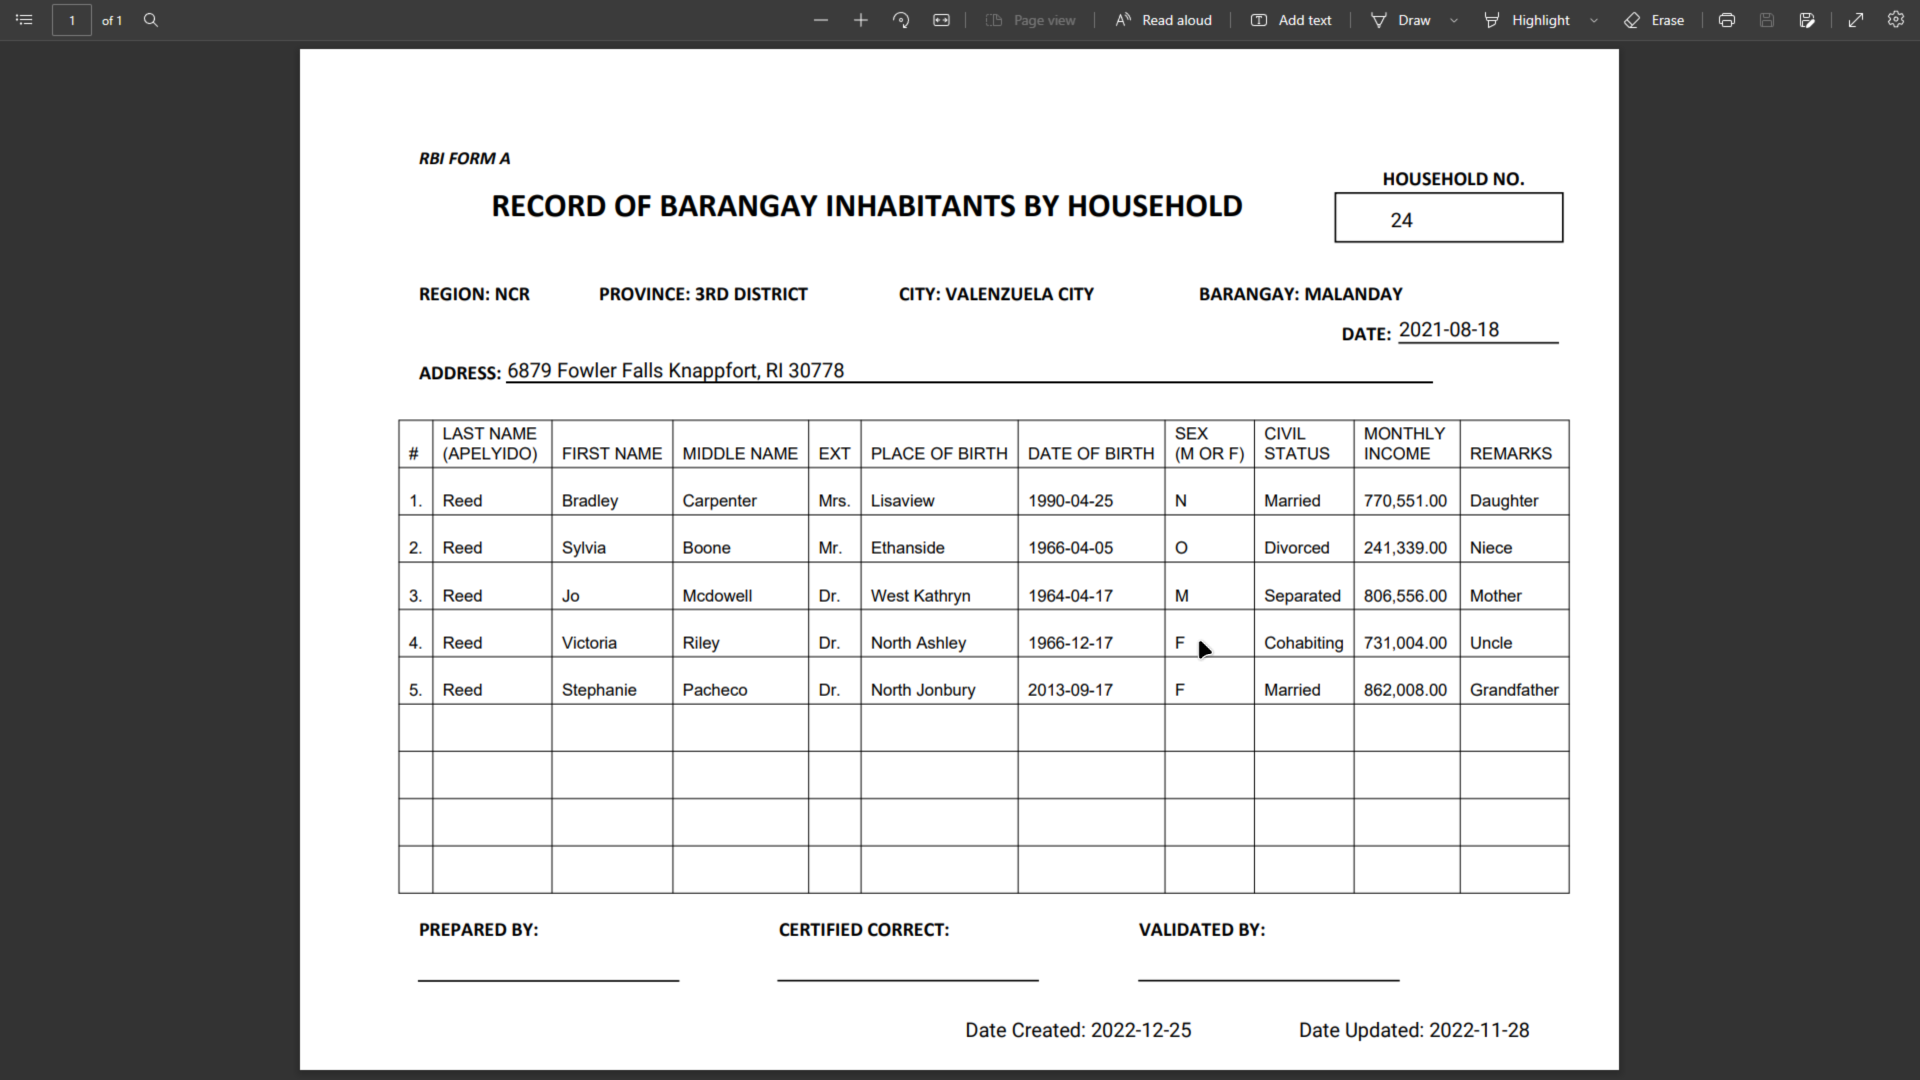 1 of 1 Page view Read aloud Add text Draw Highlight Erase
RBI FORM A
HOUSEHOLD NO.
RECORD OF BARANGAY INHABITANTS BY HOUSEHOLD
24
REGION: NCR PROVINCE: 3RD DISTRICT CITY: VALENZUELA CITY BARANGAY: MALANDAY
DATE: 2021-08-18
ADDRESS: 6879 Fowler Falls Knappfort, RI 30778
# LAST NAME (APELYIDO) FIRST NAME MIDDLE NAME EXT PLACE OF BIRTH DATE OF BIRTH SEX (M OR F) CIVIL STATUS MONTHLY INCOME REMARKS
1. Reed Bradley Carpenter Mrs. Lisaview 1990-04-25 N Married 770,551.00 Daughter
2. Reed Sylvia Boone Mr. Ethanside 1966-04-05 O Divorced 241,339.00 Niece
3. Reed Jo Mcdowell Dr. West Kathryn 1964-04-17 M Separated 806,556.00 Mother
4. Reed Victoria Riley Dr. North Ashley 1966-12-17 F Cohabiting 731,004.00 Uncle
5. Reed Stephanie Pacheco Dr. North Jonbury 2013-09-17 F Married 862,008.00 Grandfather
PREPARED BY: CERTIFIED CORRECT: VALIDATED BY:
Date Created: 2022-12-25 Date Updated: 2022-11-28